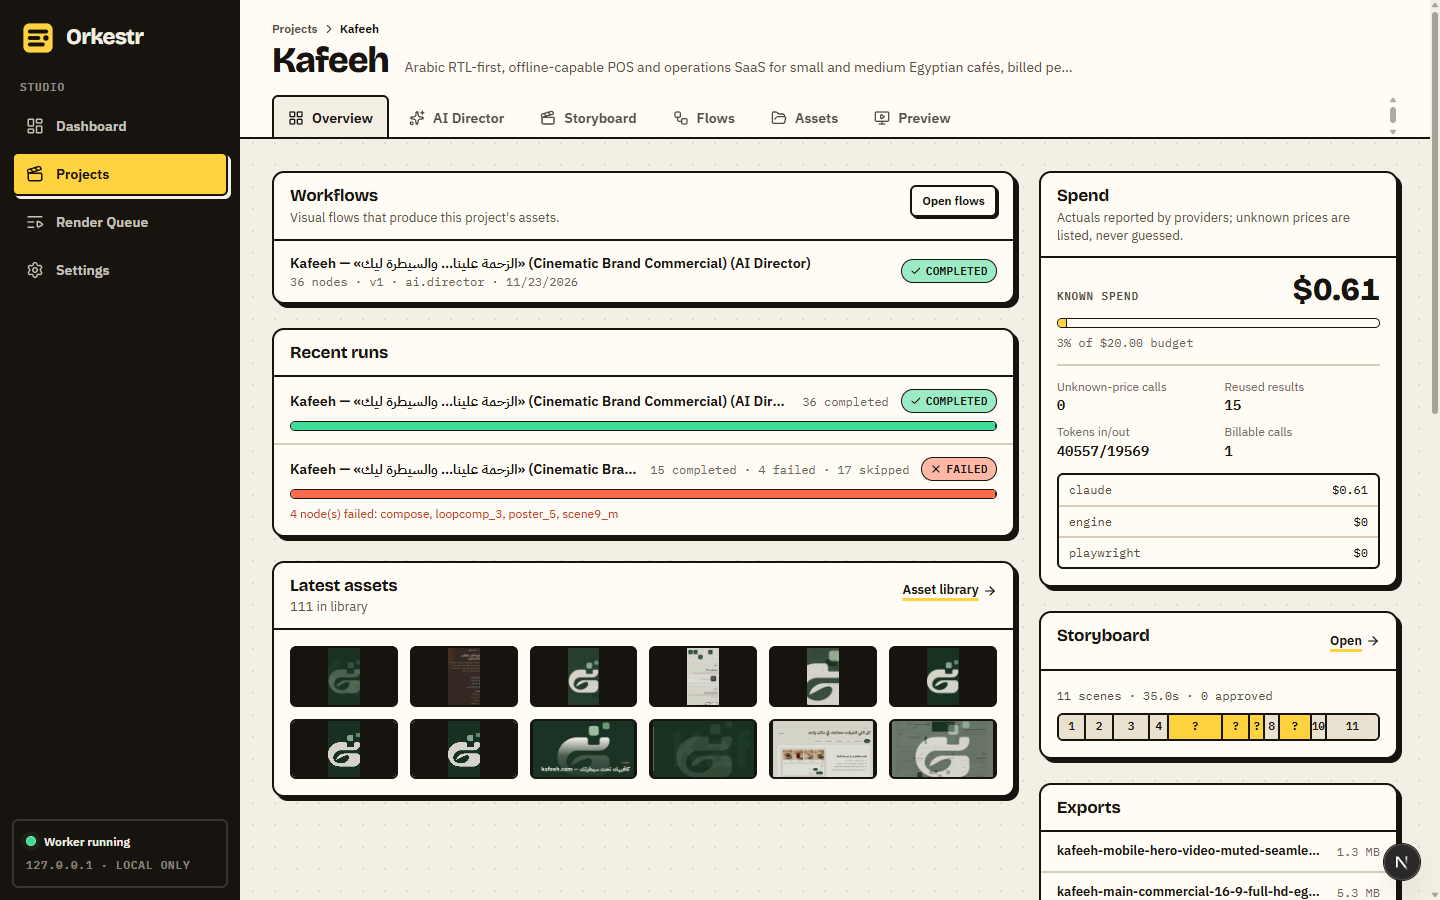 Orkestr
STUDIO
Dashboard
Projects
Render Queue
Settings
Worker running
127.0.0.1 · LOCAL ONLY
Projects > Kafeeh
Kafeeh
Arabic RTL-first, offline-capable POS and operations SaaS for small and medium Egyptian cafés, billed pe...
Overview
AI Director
Storyboard
Flows
Assets
Preview
Workflows
Visual flows that produce this project's assets.
Open flows
Kafeeh — «الزحمة علينا... والسيطرة ليك» (Cinematic Brand Commercial) (AI Director)
36 nodes · v1 · ai.director · 11/23/2026
COMPLETED
Recent runs
Kafeeh — «الزحمة علينا... والسيطرة ليك» (Cinematic Brand Commercial) (AI Dir...
36 completed
COMPLETED
Kafeeh — «الزحمة علينا... والسيطرة ليك» (Cinematic Bra...
15 completed · 4 failed · 17 skipped
FAILED
4 node(s) failed: compose, loopcomp_3, poster_5, scene9_m
Latest assets
111 in library
Asset library →
kafeeh.com — كافيهك تحت سيطرتك
Spend
Actuals reported by providers; unknown prices are
listed, never guessed.
KNOWN SPEND
$0.61
3% of $20.00 budget
Unknown-price calls
0
Reused results
15
Tokens in/out
40557/19569
Billable calls
1
claude $0.61
engine $0
playwright $0
Storyboard
Open →
11 scenes · 35.0s · 0 approved
1 2 3 4 ? ? ? 8 ? 10 11
Exports
kafeeh-mobile-hero-video-muted-seamle... 1.3 MB
kafeeh-main-commercial-16-9-full-hd-eg... 5.3 MB
N